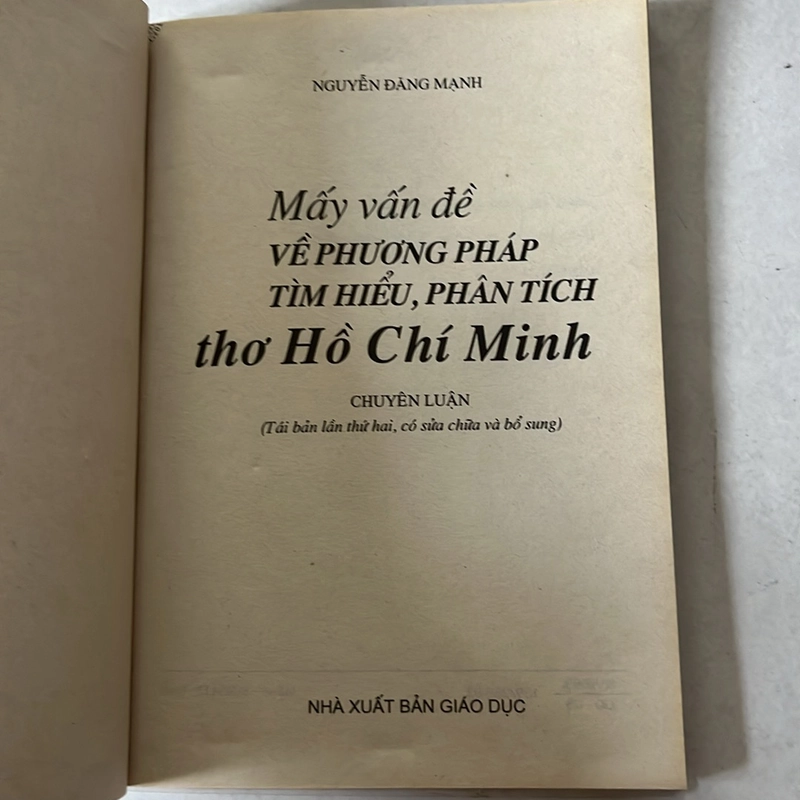 NGUYỄN ĐĂNG MẠNH
Mấy vấn đề
VỀ PHƯƠNG PHÁP
TÌM HIỂU, PHÂN TÍCH
thơ Hồ Chí Minh
CHUYÊN LUẬN
(Tái bản lần thứ hai, có sửa chữa và bổ sung)
NHÀ XUẤT BẢN GIÁO DỤC